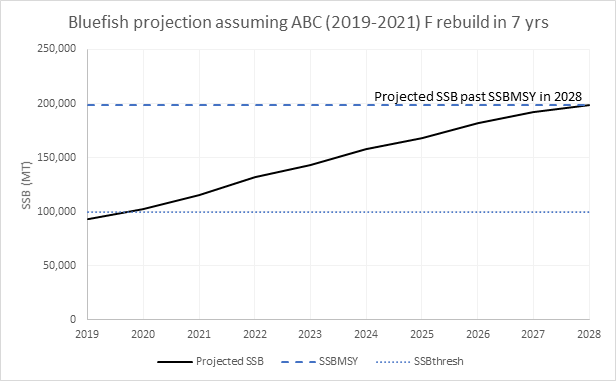 Bluefish projection assuming ABC (2019-2021) F rebuild in 7 yrs
250,000
200,000
150,000
100,000
50,000
0
SSB (MT)
Projected SSB past SSBMSY in 2028
2019 2020 2021 2022 2023 2024 2025 2026 2027 2028
Projected SSB SSBMSY SSBthresh